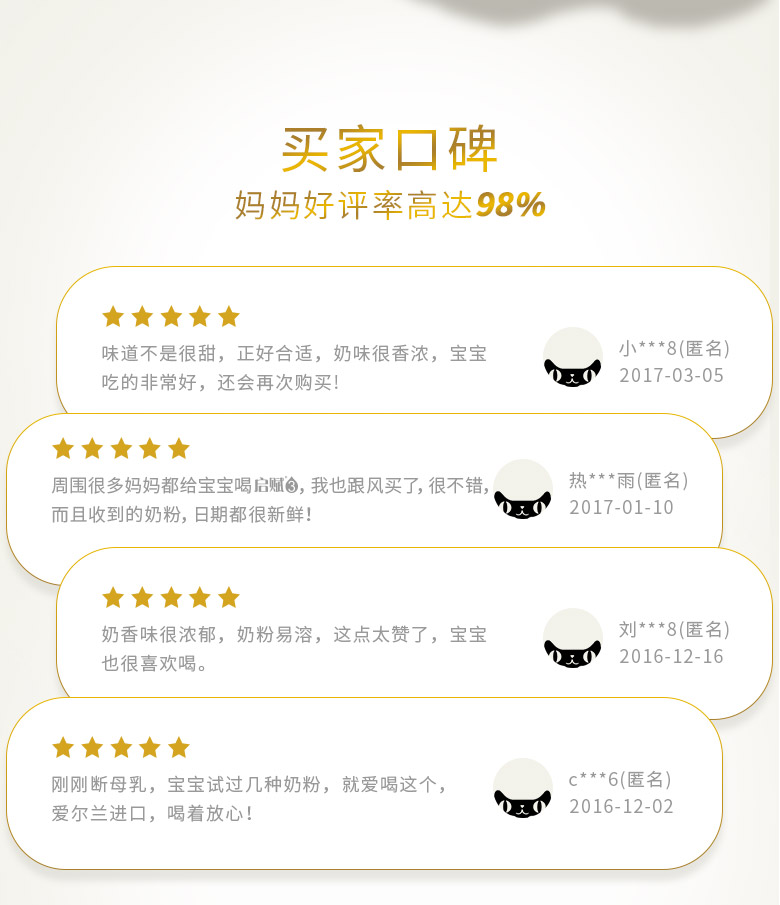 买家口碑
妈妈好评率高达98%
味道不是很甜，正好合适，奶味很香浓，宝宝
吃的非常好，还会再次购买!
小***8(匿名)
2017-03-05
周围很多妈妈都给宝宝喝启赋3，我也跟风买了，很不错，
而且收到的奶粉，日期都很新鲜!
热***雨(匿名)
2017-01-10
奶香味很浓郁，奶粉易溶，这点太赞了，宝宝
也很喜欢喝。
刘***8(匿名)
2016-12-16
刚刚断母乳，宝宝试过几种奶粉，就爱喝这个，
爱尔兰进口，喝着放心!
c***6(匿名)
2016-12-02